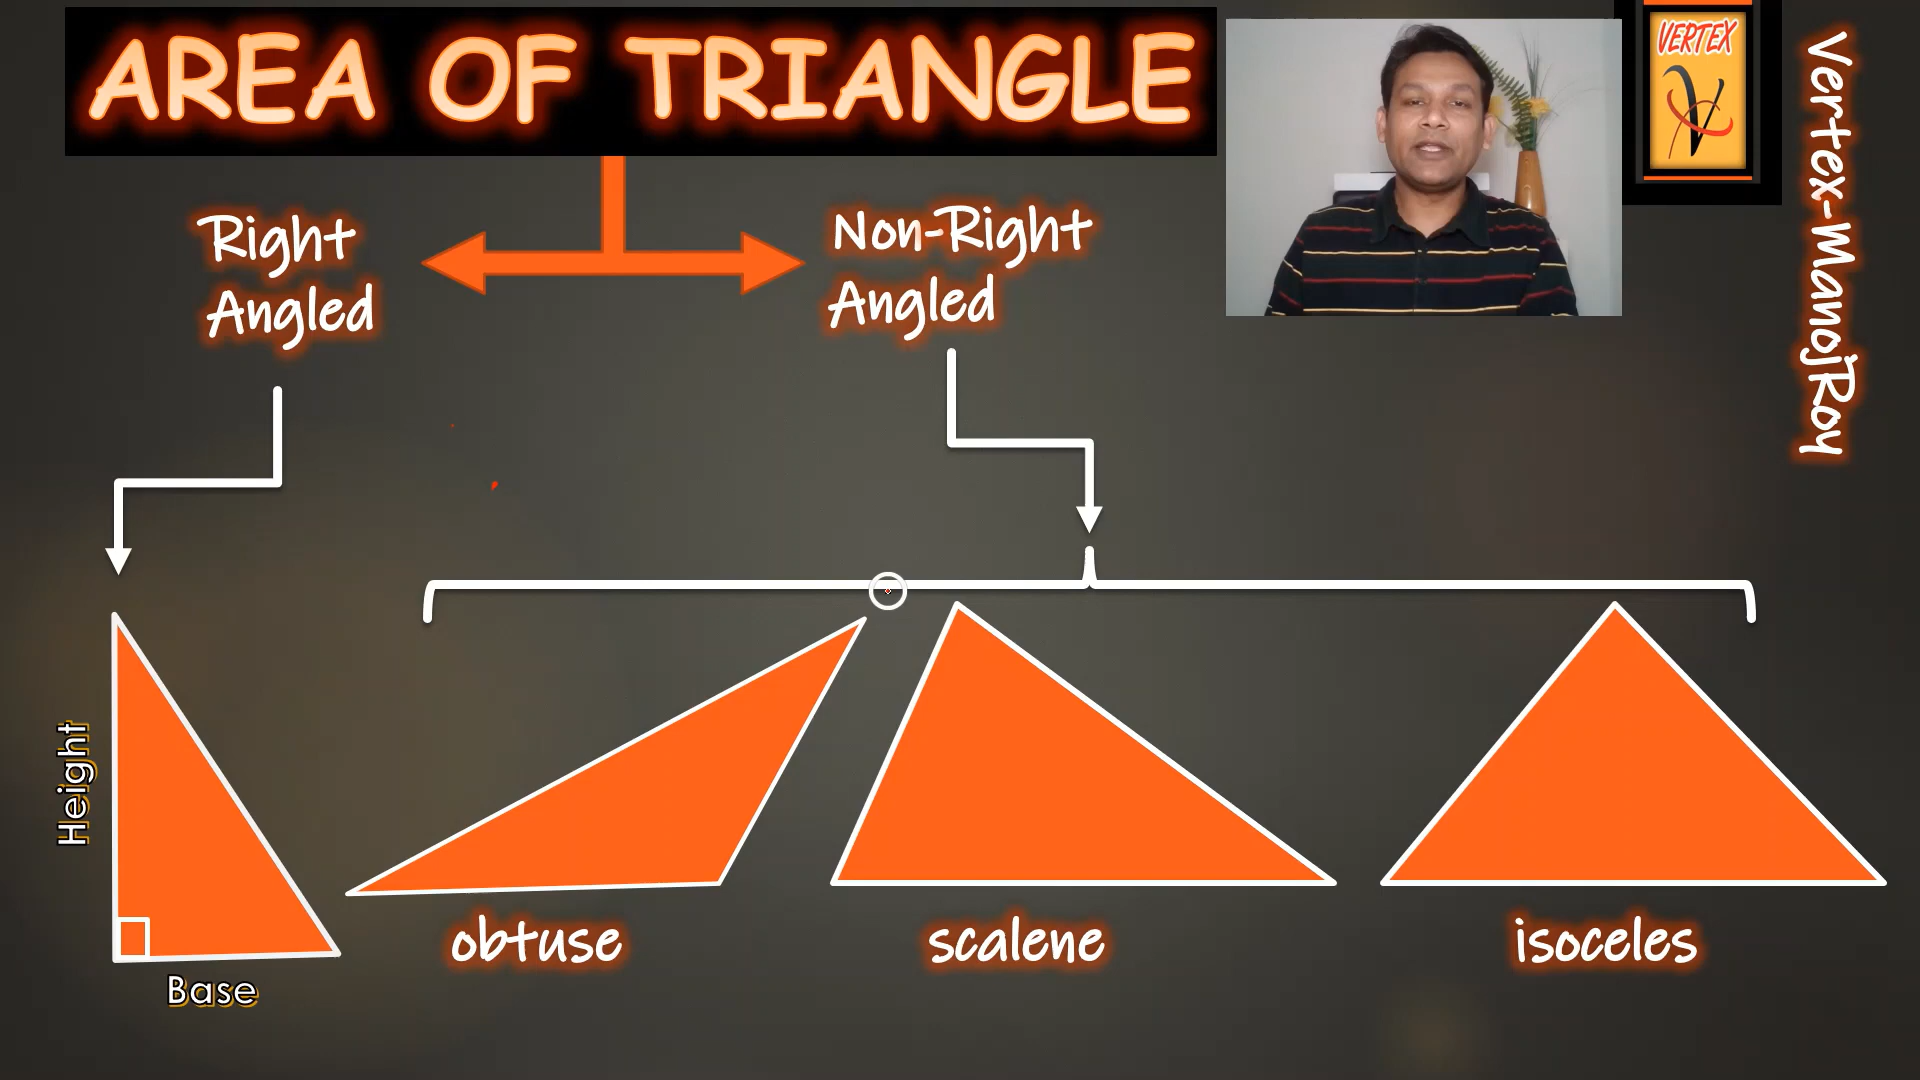 AREA OF TRIANGLE
VERTEX
Vertex-ManojRoy
Right
Angled
Non-Right
Angled
Height
Base
obtuse
scalene
isoceles